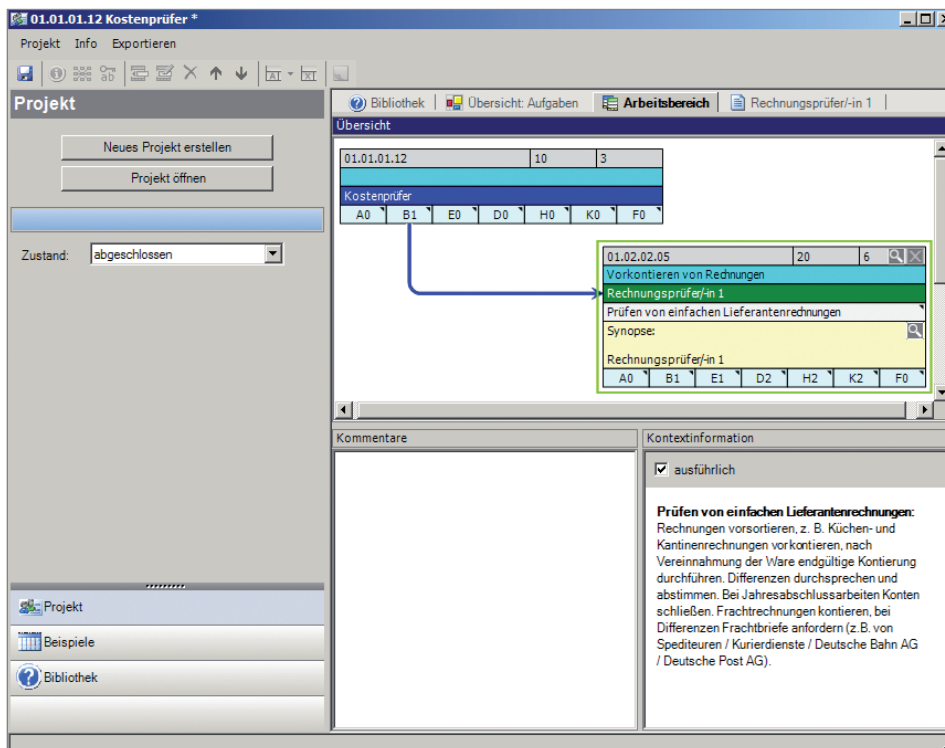 01.01.01.12 Kostenprüfer *
Projekt Info Exportieren
Projekt
Neues Projekt erstellen
Projekt öffnen
Zustand: abgeschlossen
Projekt
Beispiele
Bibliothek
Bibliothek Übersicht: Aufgaben Arbeitsbereich Rechnungsprüfer/-in 1
Übersicht
01.01.01.12 10 3
Kostenprüfer
A0 B1 E0 D0 H0 K0 F0
01.02.02.05 20 6
Vorkontieren von Rechnungen
Rechnungsprüfer/-in 1
Prüfen von einfachen Lieferantenrechnungen
Synopse:
Rechnungsprüfer/-in 1
A0 B1 E1 D2 H2 K2 F0
Kommentare
Kontextinformation
ausführlich
Prüfen von einfachen Lieferantenrechnungen:
Rechnungen vorsortieren, z. B. Küchen- und
Kantinenrechnungen vorkontieren, nach
Vereinnahmung der Ware endgültige Kontierung
durchführen. Differenzen durchsprechen und
abstimmen. Bei Jahresabschlussarbeiten Konten
schließen. Frachtrechnungen kontieren, bei
Differenzen Frachtbriefe anfordern (z.B. von
Spediteuren / Kurierdienste / Deutsche Bahn AG
/ Deutsche Post AG).